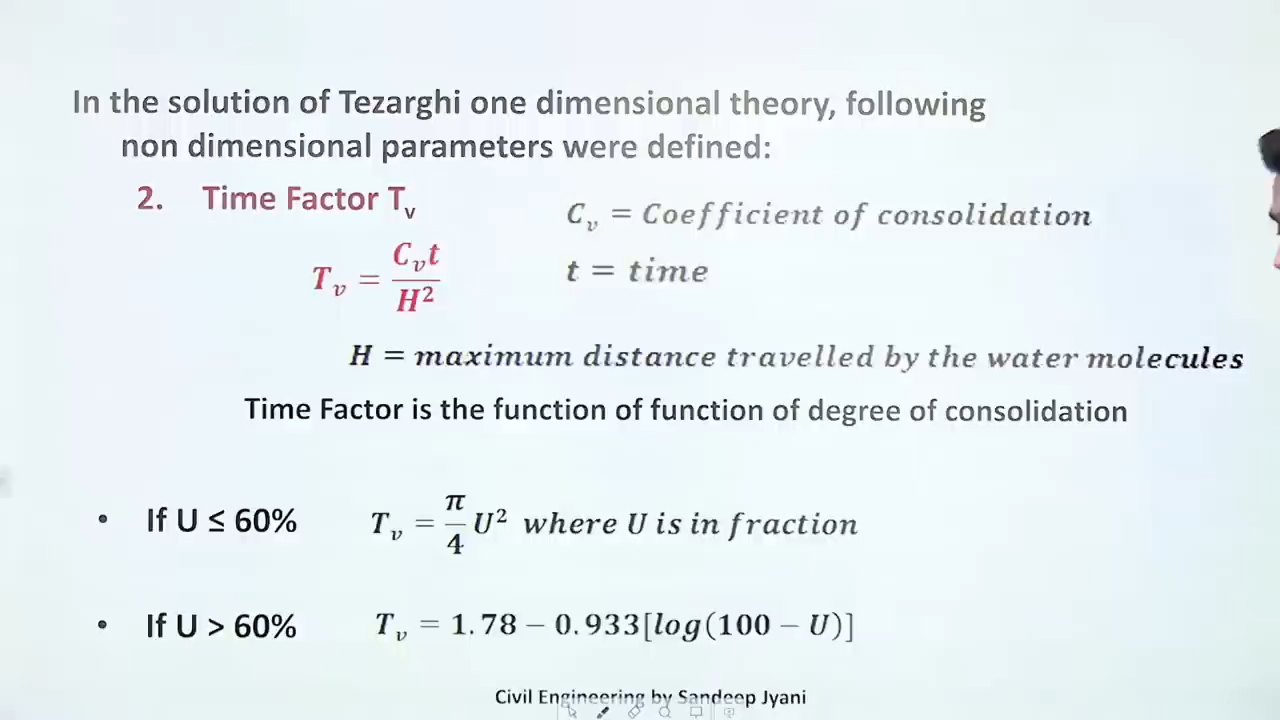 In the solution of Tezarghi one dimensional theory, following
non dimensional parameters were defined:
2. Time Factor Tᵥ
Cᵥ = Coefficient of consolidation
Tᵥ = Cᵥt / H²
t = time
H = maximum distance travelled by the water molecules
Time Factor is the function of function of degree of consolidation
• If U ≤ 60% Tᵥ = π/4 U² where U is in fraction
• If U > 60% Tᵥ = 1.78 − 0.933[log(100 − U)]
Civil Engineering by Sandeep Jyani